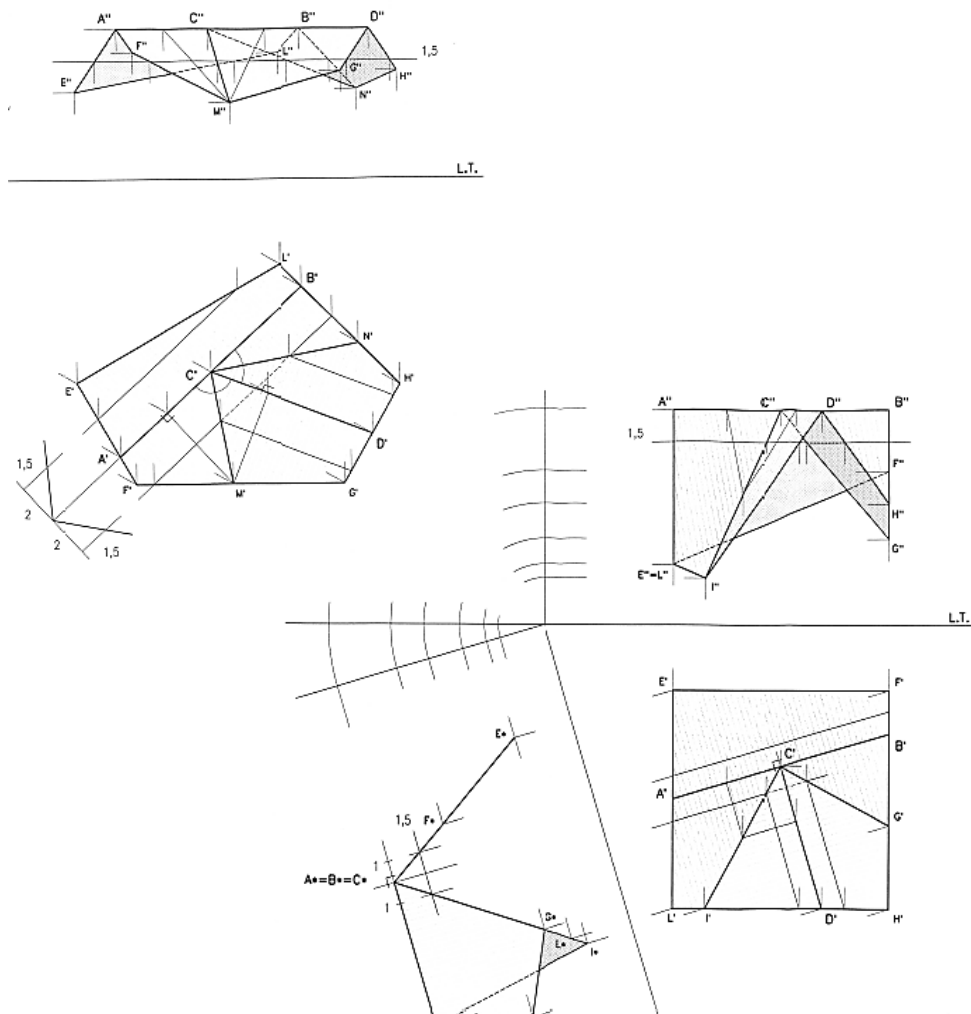 A" C" B" D"
F" L" 1,5
E" G" H"
M" N"
L.T.
L' B'
N'
E' C' H'
D'
A' F' M' G'
1,5
2
2 1,5
A" C" D" B"
1,5
F"
H"
G"
E"=L" I"
L.T.
E' F'
C' B'
A'
G'
L' I' D' H'
E•
1,5 F•
1
A•=B•=C•
1
G•
L• I•